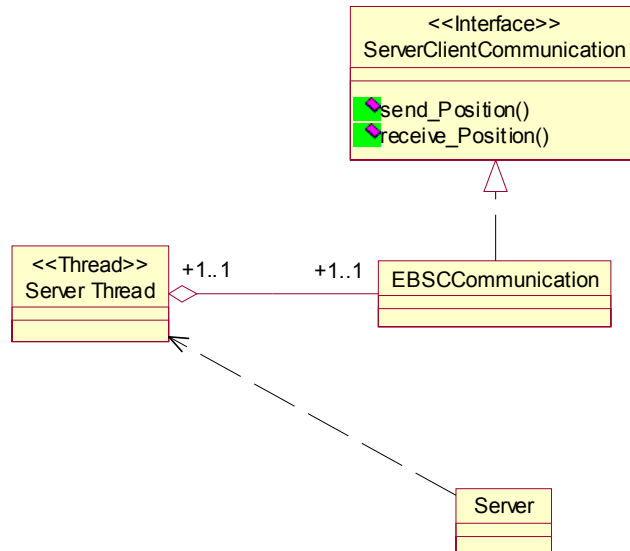 <<Interface>>
ServerClientCommunication
send_Position()
receive_Position()
<<Thread>>
Server Thread
+1..1
+1..1
EBSCCommunication
Server